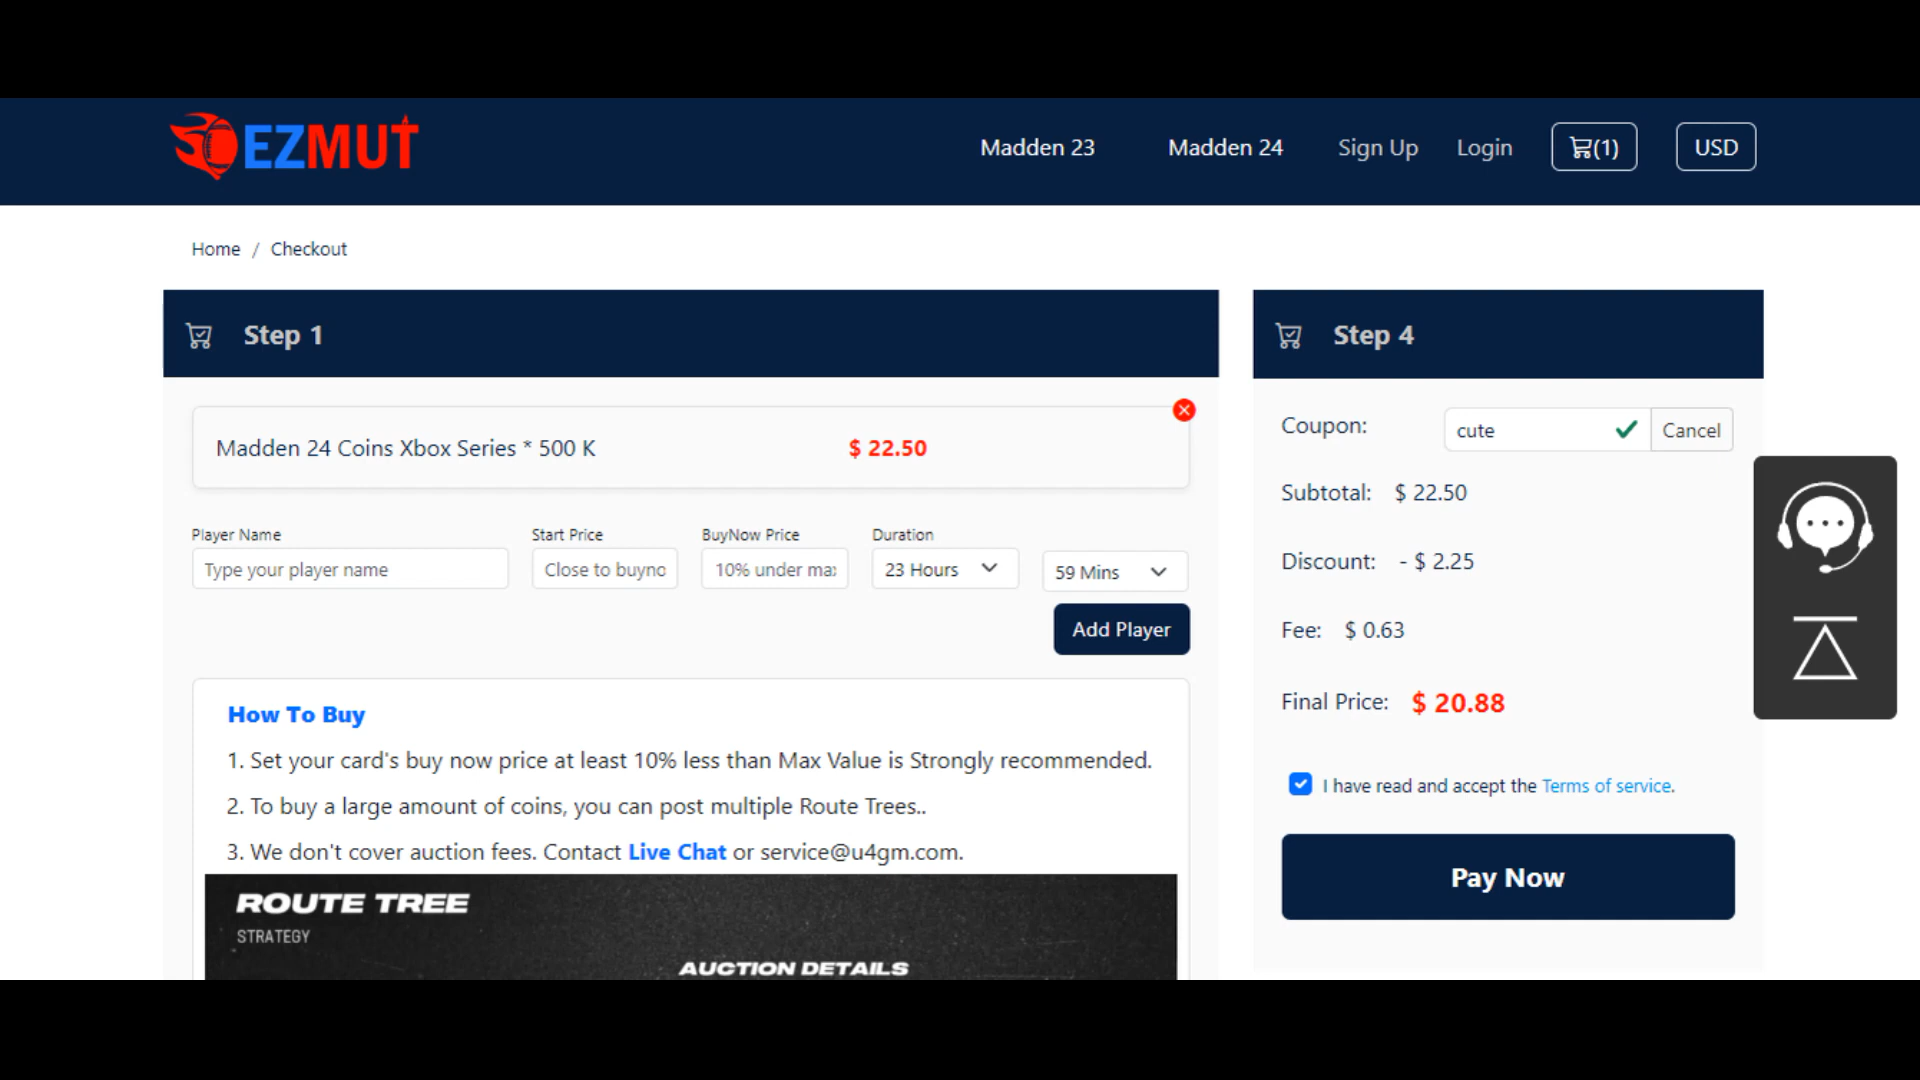 EZMUT
Madden 23 Madden 24 Sign Up Login (1) USD
Home / Checkout
Step 1
Madden 24 Coins Xbox Series * 500 K $ 22.50
Player Name Start Price BuyNow Price Duration
Type your player name Close to buyno 10% under max 23 Hours 59 Mins
Add Player
How To Buy
1. Set your card's buy now price at least 10% less than Max Value is Strongly recommended.
2. To buy a large amount of coins, you can post multiple Route Trees..
3. We don't cover auction fees. Contact Live Chat or service@u4gm.com.
ROUTE TREE
STRATEGY
AUCTION DETAILS
Step 4
Coupon: cute Cancel
Subtotal: $ 22.50
Discount: - $ 2.25
Fee: $ 0.63
Final Price: $ 20.88
I have read and accept the Terms of service.
Pay Now